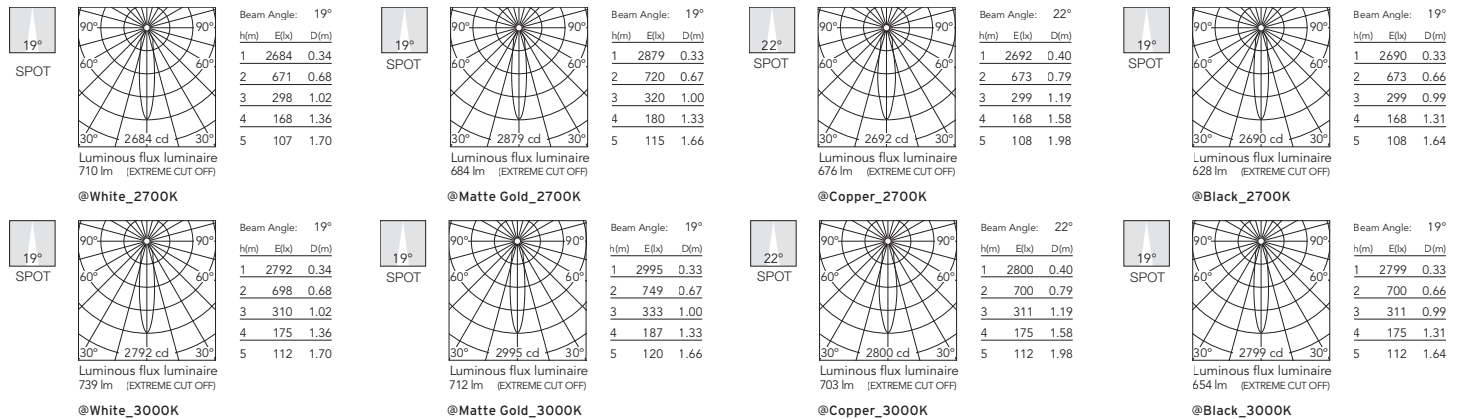 19°
SPOT
90° 90°
60° 60°
30° 2684 cd 30°
Luminous flux luminaire
710 lm (EXTREME CUT OFF)
@White_2700K
Beam Angle: 19°
h(m) E(lx) D(m)
1 2684 0.34
2 671 0.68
3 298 1.02
4 168 1.36
5 107 1.70
19°
SPOT
90° 90°
60° 60°
30° 2879 cd 30°
Luminous flux luminaire
684 lm (EXTREME CUT OFF)
@Matte Gold_2700K
Beam Angle: 19°
h(m) E(lx) D(m)
1 2879 0.33
2 720 0.67
3 320 1.00
4 180 1.33
5 115 1.66
22°
SPOT
90° 90°
60° 60°
30° 2692 cd 30°
Luminous flux luminaire
676 lm (EXTREME CUT OFF)
@Copper_2700K
Beam Angle: 22°
h(m) E(lx) D(m)
1 2692 0.40
2 673 0.79
3 299 1.19
4 168 1.58
5 108 1.98
19°
SPOT
90° 90°
60° 60°
30° 2690 cd 30°
Luminous flux luminaire
628 lm (EXTREME CUT OFF)
@Black_2700K
Beam Angle: 19°
h(m) E(lx) D(m)
1 2690 0.33
2 673 0.66
3 299 0.99
4 168 1.31
5 108 1.64
19°
SPOT
90° 90°
60° 60°
30° 2792 cd 30°
Luminous flux luminaire
739 lm (EXTREME CUT OFF)
@White_3000K
Beam Angle: 19°
h(m) E(lx) D(m)
1 2792 0.34
2 698 0.68
3 310 1.02
4 175 1.36
5 112 1.70
19°
SPOT
90° 90°
60° 60°
30° 2995 cd 30°
Luminous flux luminaire
712 lm (EXTREME CUT OFF)
@Matte Gold_3000K
Beam Angle: 19°
h(m) E(lx) D(m)
1 2995 0.33
2 749 0.67
3 333 1.00
4 187 1.33
5 120 1.66
22°
SPOT
90° 90°
60° 60°
30° 2800 cd 30°
Luminous flux luminaire
703 lm (EXTREME CUT OFF)
@Copper_3000K
Beam Angle: 22°
h(m) E(lx) D(m)
1 2800 0.40
2 700 0.79
3 311 1.19
4 175 1.58
5 112 1.98
19°
SPOT
90° 90°
60° 60°
30° 2799 cd 30°
Luminous flux luminaire
654 lm (EXTREME CUT OFF)
@Black_3000K
Beam Angle: 19°
h(m) E(lx) D(m)
1 2799 0.33
2 700 0.66
3 311 0.99
4 175 1.31
5 112 1.64